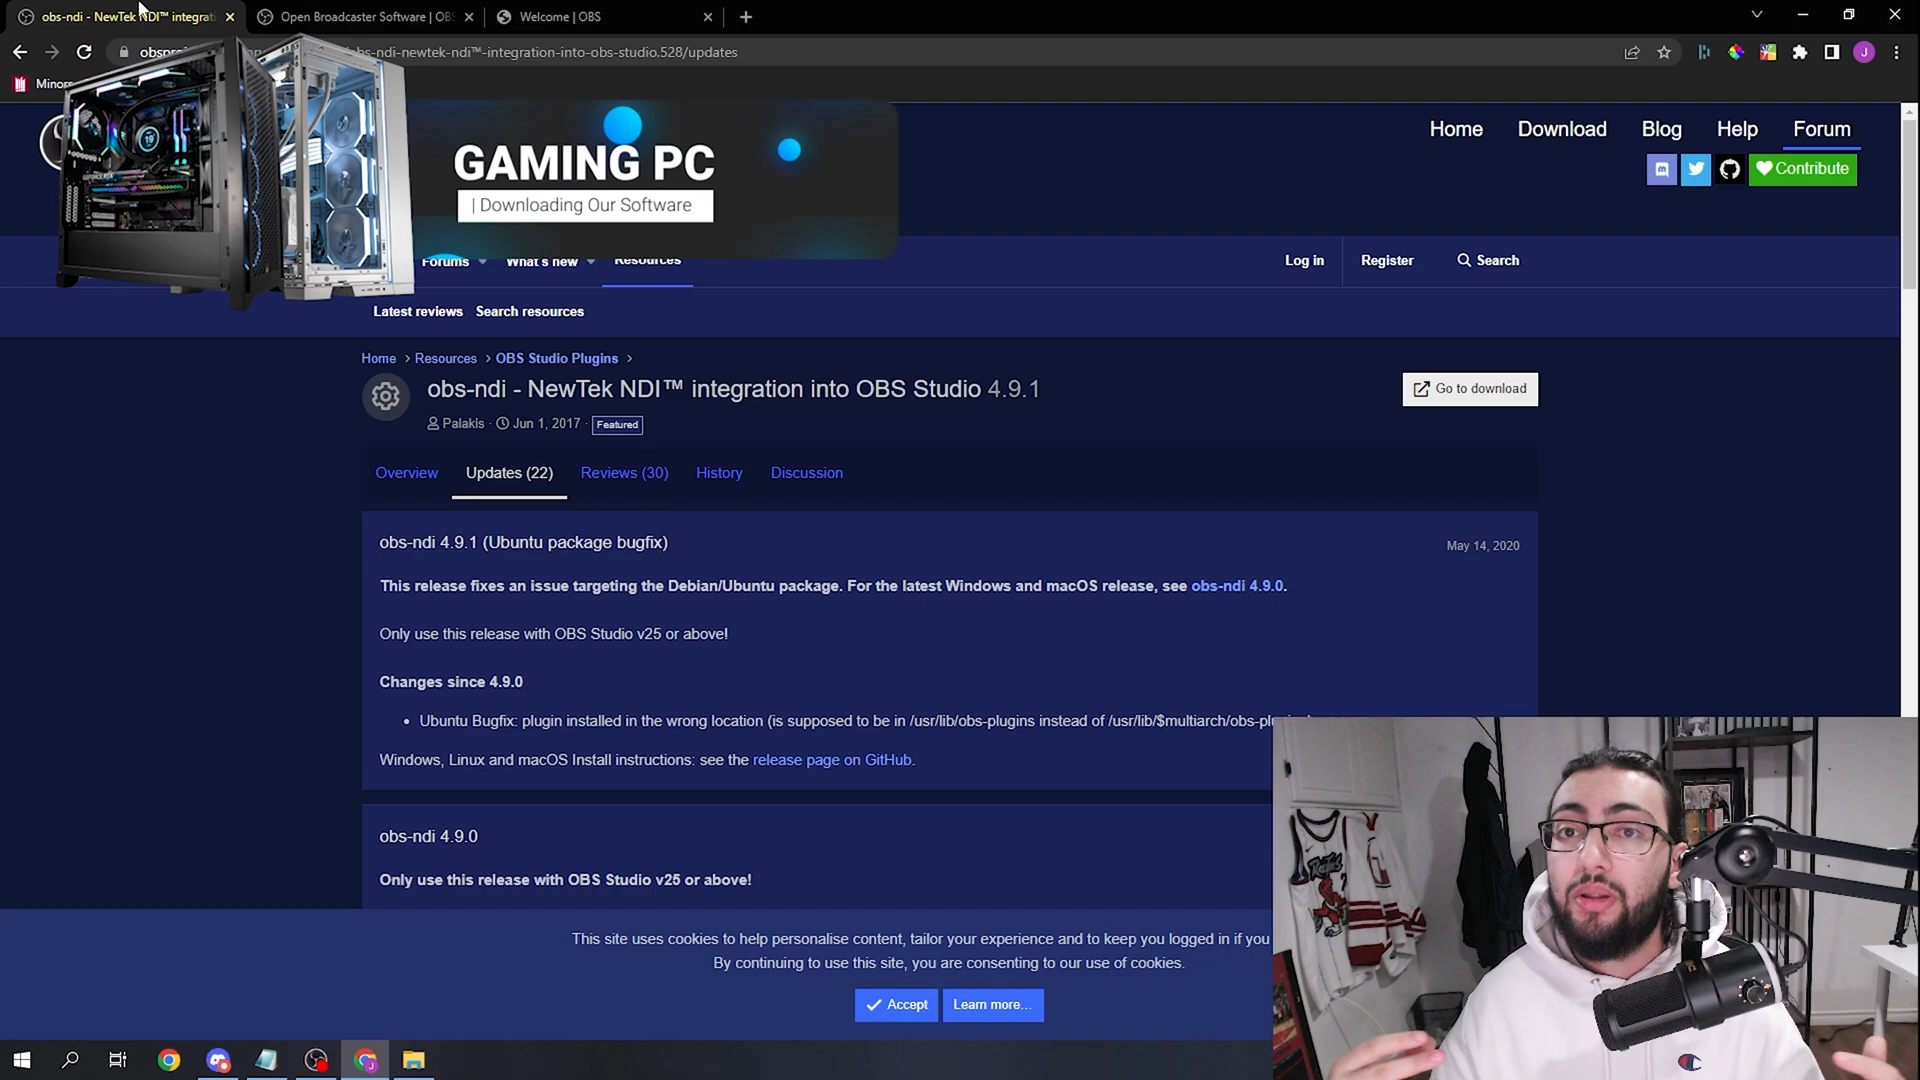 obs-ndi - NewTek NDI™ integrati
Open Broadcaster Software | OBS
Welcome | OBS
obs-ndi-newtek-ndi™-integration-into-obs-studio.528/updates
J
GAMING PC
| Downloading Our Software
Home
Download
Blog
Help
Forum
Contribute
Forums
What's new
Resources
Log in
Register
Search
Latest reviews
Search resources
Home > Resources > OBS Studio Plugins >
obs-ndi - NewTek NDI™ integration into OBS Studio 4.9.1
Go to download
Palakis · Jun 1, 2017 · Featured
Overview
Updates (22)
Reviews (30)
History
Discussion
obs-ndi 4.9.1 (Ubuntu package bugfix)
May 14, 2020
This release fixes an issue targeting the Debian/Ubuntu package. For the latest Windows and macOS release, see obs-ndi 4.9.0.
Only use this release with OBS Studio v25 or above!
Changes since 4.9.0
• Ubuntu Bugfix: plugin installed in the wrong location (is supposed to be in /usr/lib/obs-plugins instead of /usr/lib/$multiarch/obs-pl
Windows, Linux and macOS Install instructions: see the release page on GitHub.
obs-ndi 4.9.0
Only use this release with OBS Studio v25 or above!
This site uses cookies to help personalise content, tailor your experience and to keep you logged in if you
By continuing to use this site, you are consenting to our use of cookies.
Accept
Learn more…